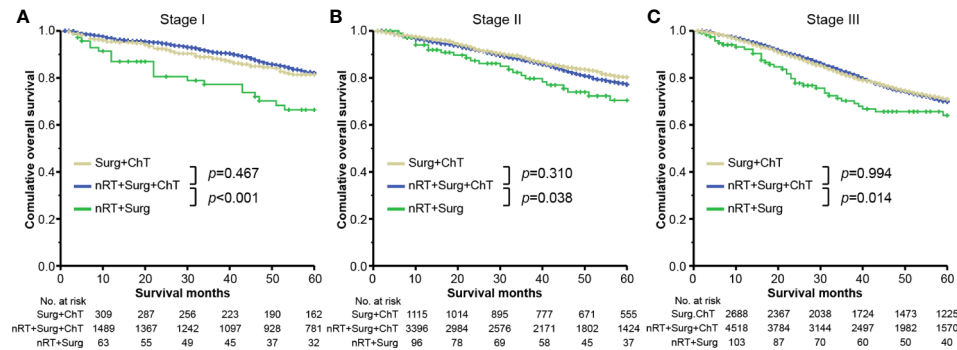 A Stage I
Cumulative overall survival
1.0
0.8
0.6
0.4
0.2
0.0
Surg+ChT
nRT+Surg+ChT
nRT+Surg
p=0.467
p<0.001
0 10 20 30 40 50 60
Survival months
No. at risk
Surg+ChT 309 287 256 223 190 162
nRT+Surg+ChT 1489 1367 1242 1097 928 781
nRT+Surg 63 55 49 45 37 32
B Stage II
Cumulative overall survival
1.0
0.8
0.6
0.4
0.2
0.0
Surg+ChT
nRT+Surg+ChT
nRT+Surg
p=0.310
p=0.038
0 10 20 30 40 50 60
Survival months
No. at risk
Surg+ChT 1115 1014 895 777 671 555
nRT+Surg+ChT 3396 2984 2576 2171 1802 1424
nRT+Surg 96 78 69 58 45 37
C Stage III
Cumulative overall survival
1.0
0.8
0.6
0.4
0.2
0.0
Surg+ChT
nRT+Surg+ChT
nRT+Surg
p=0.994
p=0.014
0 10 20 30 40 50 60
Survival months
No. at risk
Surg.ChT 2688 2367 2038 1724 1473 1225
nRT+Surg+ChT 4518 3784 3144 2497 1982 1570
nRT+Surg 103 87 70 60 50 40